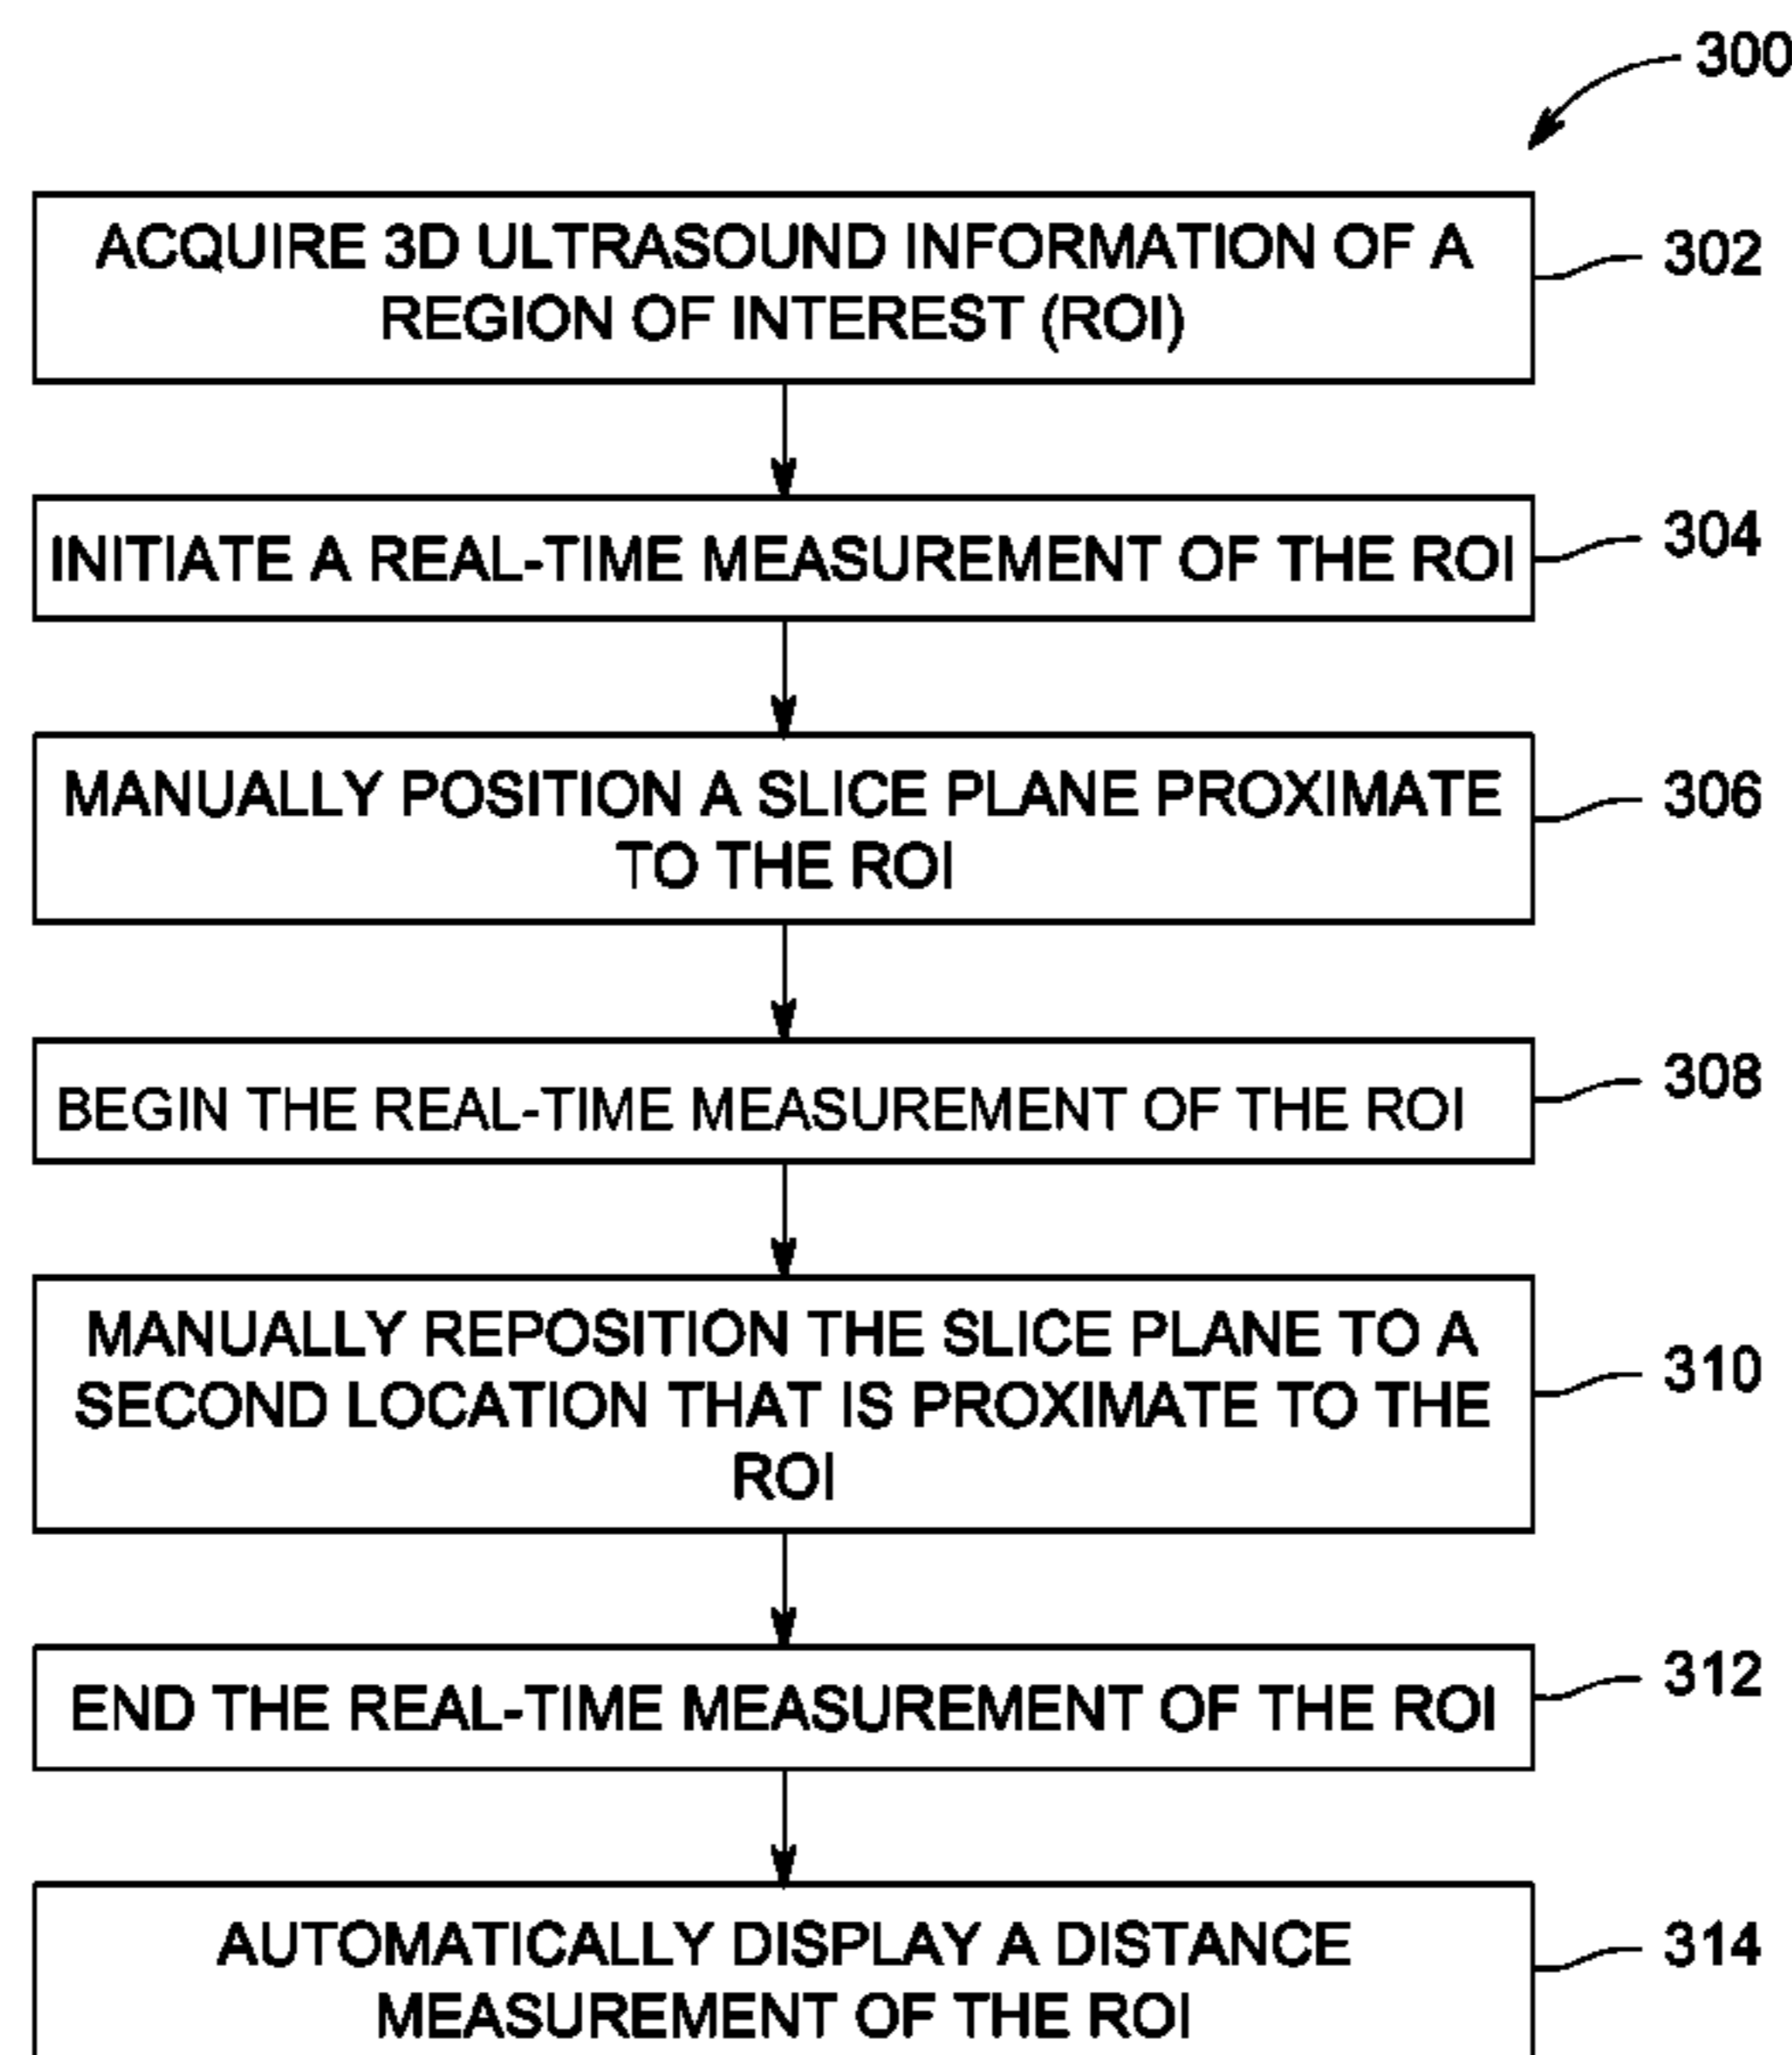 300
ACQUIRE 3D ULTRASOUND INFORMATION OF A
REGION OF INTEREST (ROI)
302
INITIATE A REAL-TIME MEASUREMENT OF THE ROI
304
MANUALLY POSITION A SLICE PLANE PROXIMATE
TO THE ROI
306
BEGIN THE REAL-TIME MEASUREMENT OF THE ROI
308
MANUALLY REPOSITION THE SLICE PLANE TO A
SECOND LOCATION THAT IS PROXIMATE TO THE
ROI
310
END THE REAL-TIME MEASUREMENT OF THE ROI
312
AUTOMATICALLY DISPLAY A DISTANCE
MEASUREMENT OF THE ROI
314